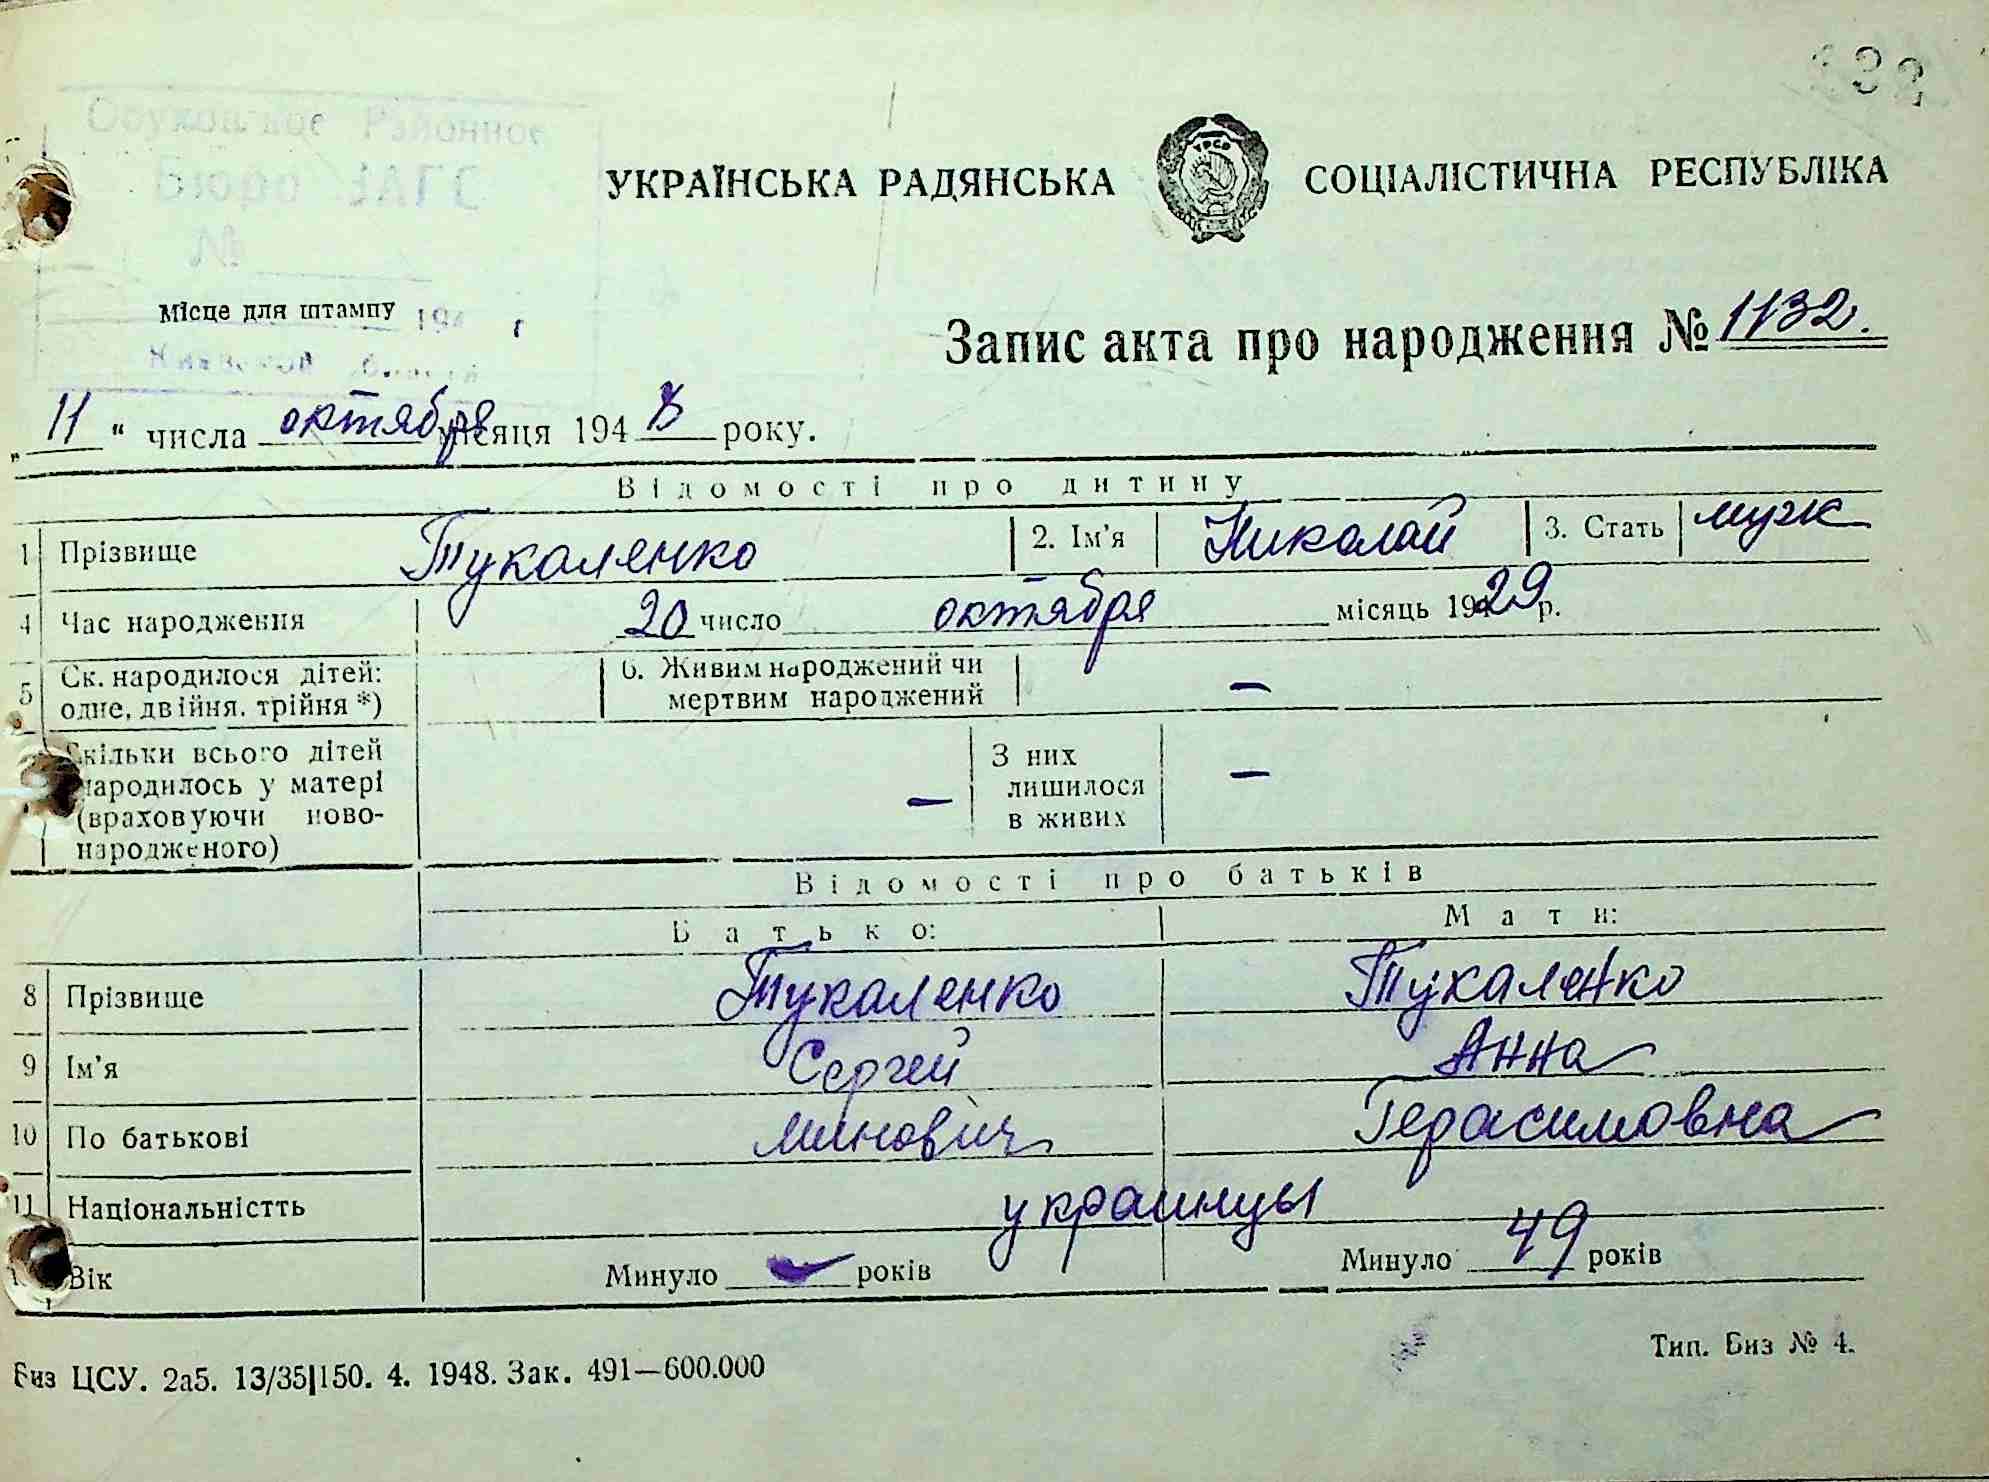 Районное
Бюро ЗАГС
№
332
УКРАЇНСЬКА РАДЯНСЬКА СОЦІАЛІСТИЧНА РЕСПУБЛІКА
УРСР
Місце для штампу 194 г
Запис акта про народження № 1132.
„11“ числа октября місяця 1948 року.
Відомості про дитину
1 Прізвище Тукаленко 2. Ім'я Николай 3. Стать муж
4 Час народження 20 число октября місяць 1929 р.
5 Ск. народилося дітей: одне, двійня, трійня *) 6. Живим народжений чи мертвим народжений —
Скільки всього дітей народилось у матері (враховуючи ново-народженого) — З них лишилося в живих —
Відомості про батьків
Батько: Мати:
8 Прізвище Тукаленко Тукаленко
9 Ім'я Сергей Анна
10 По батькові Минович Герасимовна
11 Національністть украинцы
Вік Минуло — років Минуло 49 років
Биз ЦСУ. 2а5. 13/35|150. 4. 1948. Зак. 491—600.000
Тип. Биз № 4.